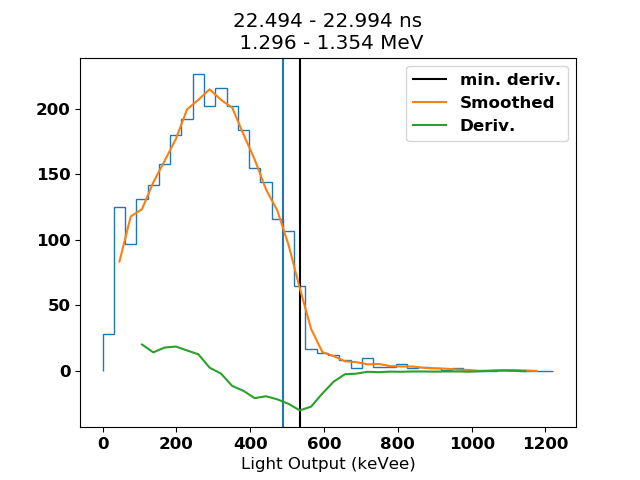 22.494 - 22.994 ns
1.296 - 1.354 MeV
min. deriv.
Smoothed
Deriv.
200
150
100
50
0
0 200 400 600 800 1000 1200
Light Output (keVee)